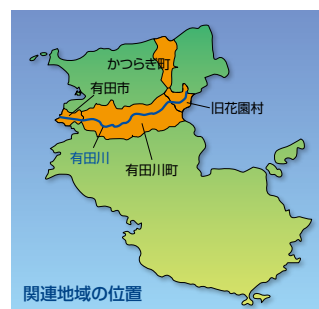 かつらぎ町
有田市
旧花園村
有田川
有田川町
関連地域の位置